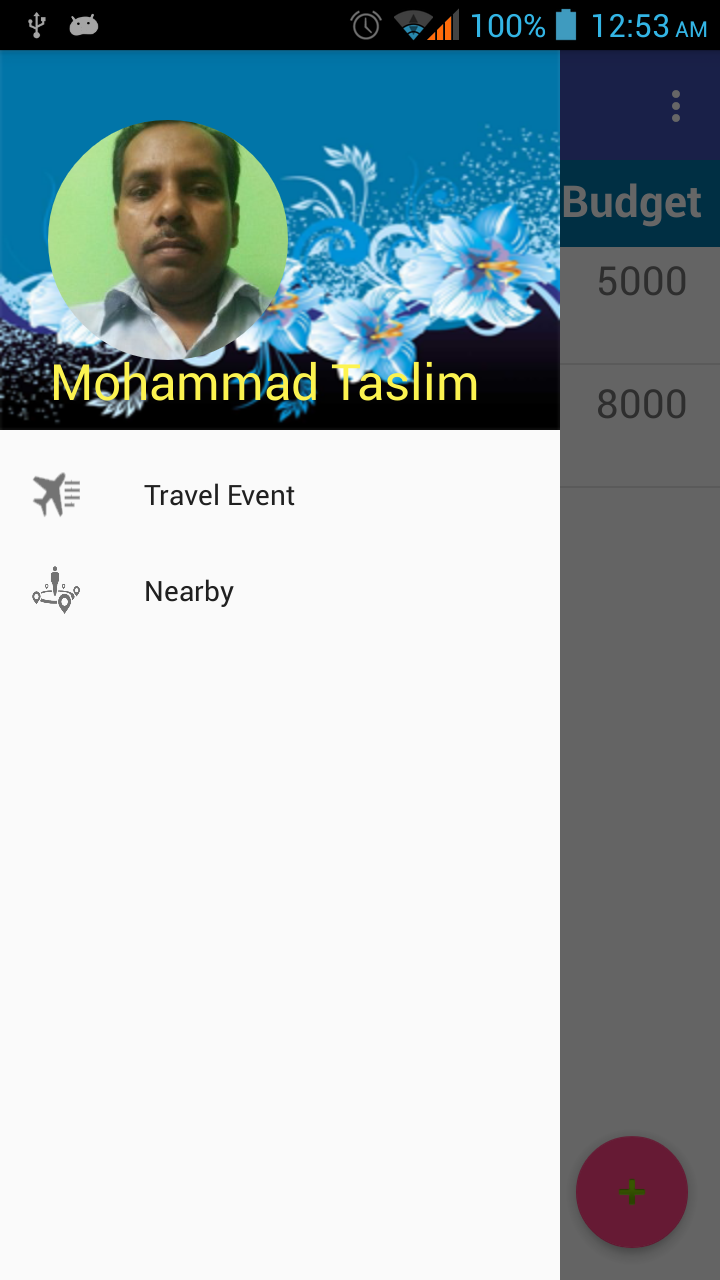 100% 12:53 AM
Budget
5000
8000
Mohammad Taslim
Travel Event
Nearby